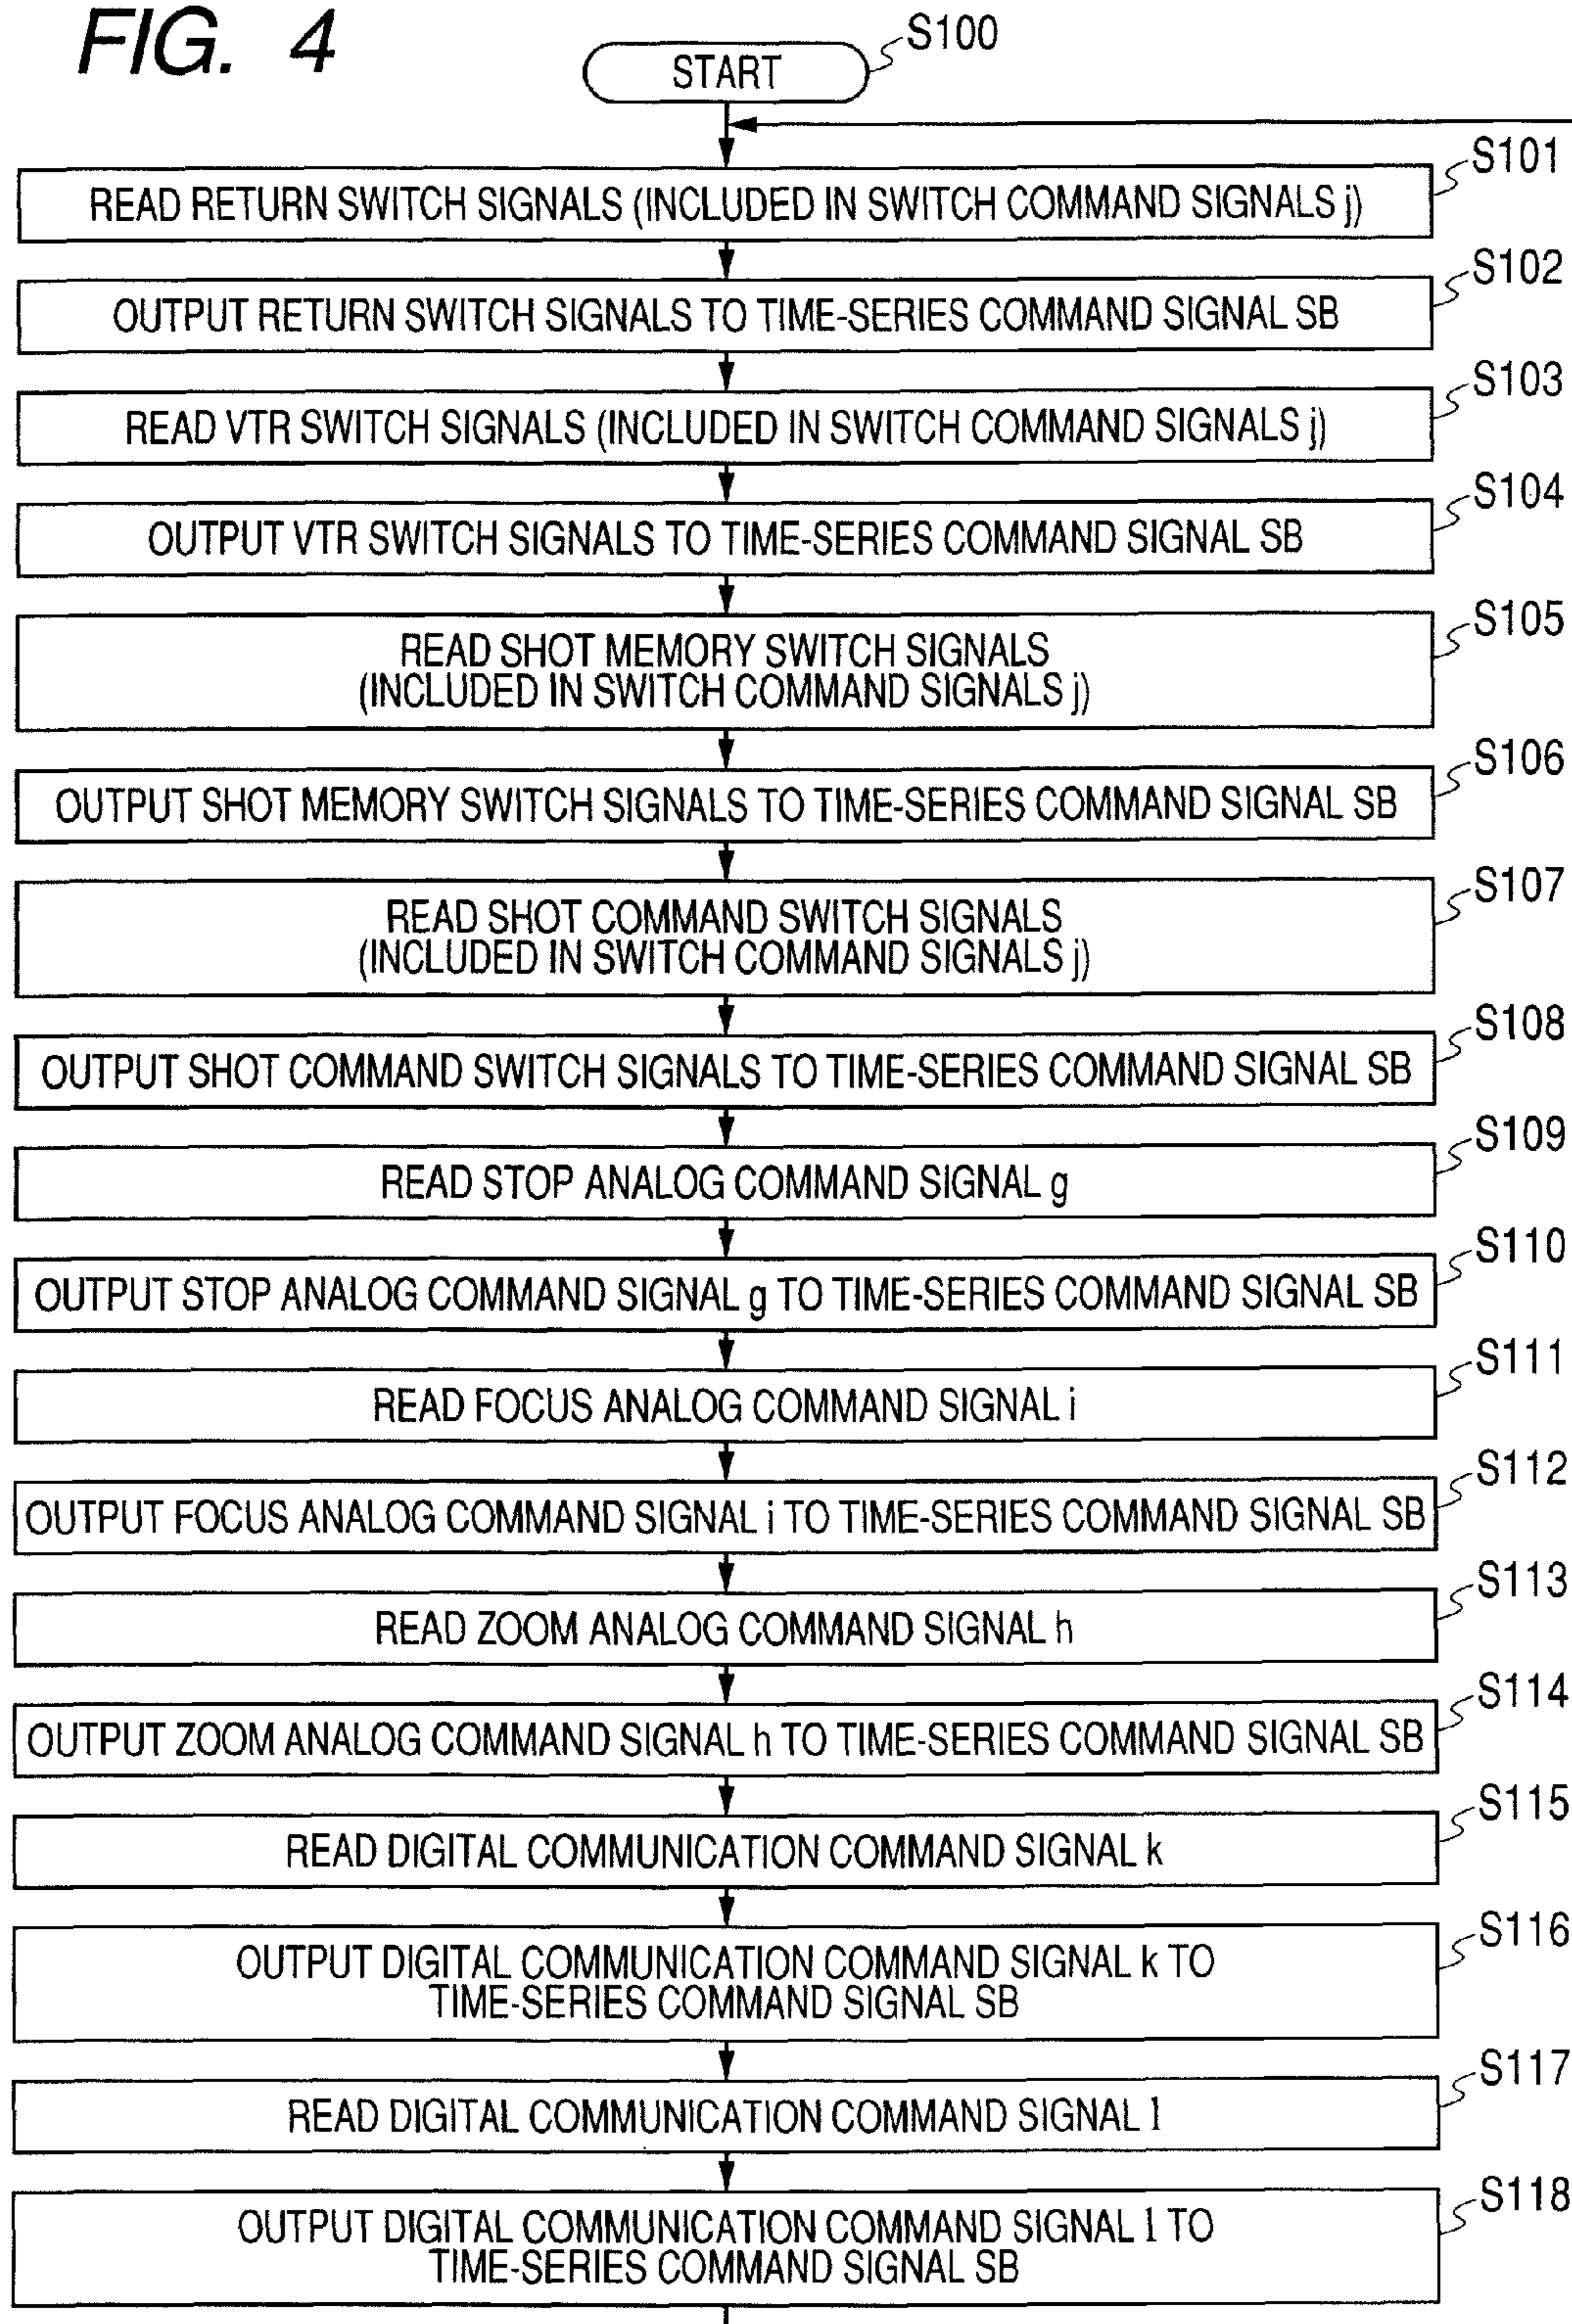 FIG. 4
START
S100
READ RETURN SWITCH SIGNALS (INCLUDED IN SWITCH COMMAND SIGNALS j)
S101
OUTPUT RETURN SWITCH SIGNALS TO TIME-SERIES COMMAND SIGNAL SB
S102
READ VTR SWITCH SIGNALS (INCLUDED IN SWITCH COMMAND SIGNALS j)
S103
OUTPUT VTR SWITCH SIGNALS TO TIME-SERIES COMMAND SIGNAL SB
S104
READ SHOT MEMORY SWITCH SIGNALS
(INCLUDED IN SWITCH COMMAND SIGNALS j)
S105
OUTPUT SHOT MEMORY SWITCH SIGNALS TO TIME-SERIES COMMAND SIGNAL SB
S106
READ SHOT COMMAND SWITCH SIGNALS
(INCLUDED IN SWITCH COMMAND SIGNALS j)
S107
OUTPUT SHOT COMMAND SWITCH SIGNALS TO TIME-SERIES COMMAND SIGNAL SB
S108
READ STOP ANALOG COMMAND SIGNAL g
S109
OUTPUT STOP ANALOG COMMAND SIGNAL g TO TIME-SERIES COMMAND SIGNAL SB
S110
READ FOCUS ANALOG COMMAND SIGNAL i
S111
OUTPUT FOCUS ANALOG COMMAND SIGNAL i TO TIME-SERIES COMMAND SIGNAL SB
S112
READ ZOOM ANALOG COMMAND SIGNAL h
S113
OUTPUT ZOOM ANALOG COMMAND SIGNAL h TO TIME-SERIES COMMAND SIGNAL SB
S114
READ DIGITAL COMMUNICATION COMMAND SIGNAL k
S115
OUTPUT DIGITAL COMMUNICATION COMMAND SIGNAL k TO
TIME-SERIES COMMAND SIGNAL SB
S116
READ DIGITAL COMMUNICATION COMMAND SIGNAL l
S117
OUTPUT DIGITAL COMMUNICATION COMMAND SIGNAL l TO
TIME-SERIES COMMAND SIGNAL SB
S118